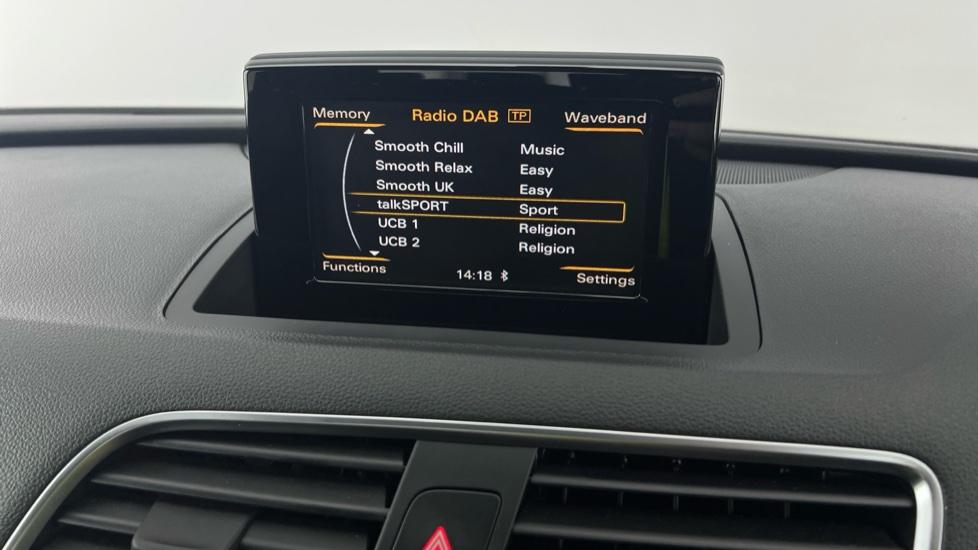 Memory Radio DAB TP Waveband
Smooth Chill Music
Smooth Relax Easy
Smooth UK Easy
talkSPORT Sport
UCB 1 Religion
UCB 2 Religion
Functions 14:18 Settings